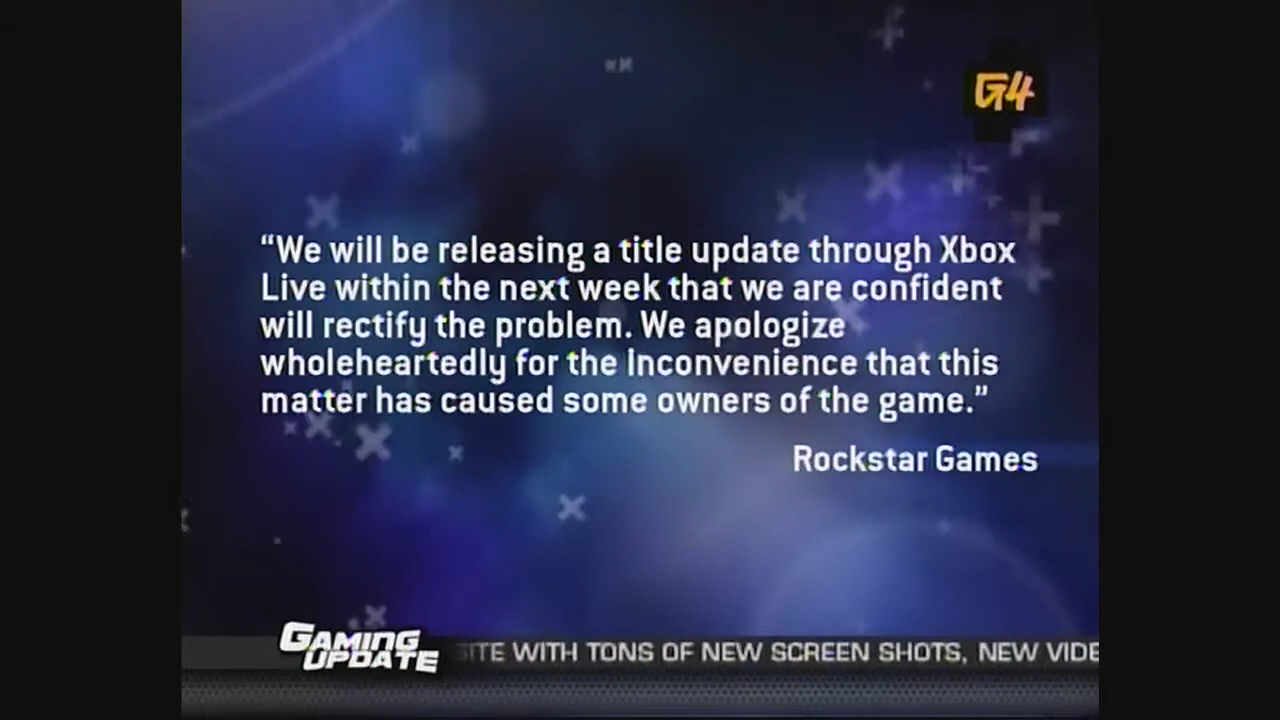 G4
“We will be releasing a title update through Xbox
Live within the next week that we are confident
will rectify the problem. We apologize
wholeheartedly for the Inconvenience that this
matter has caused some owners of the game.”
Rockstar Games
GAMING
UPDATE
SITE WITH TONS OF NEW SCREEN SHOTS, NEW VIDE